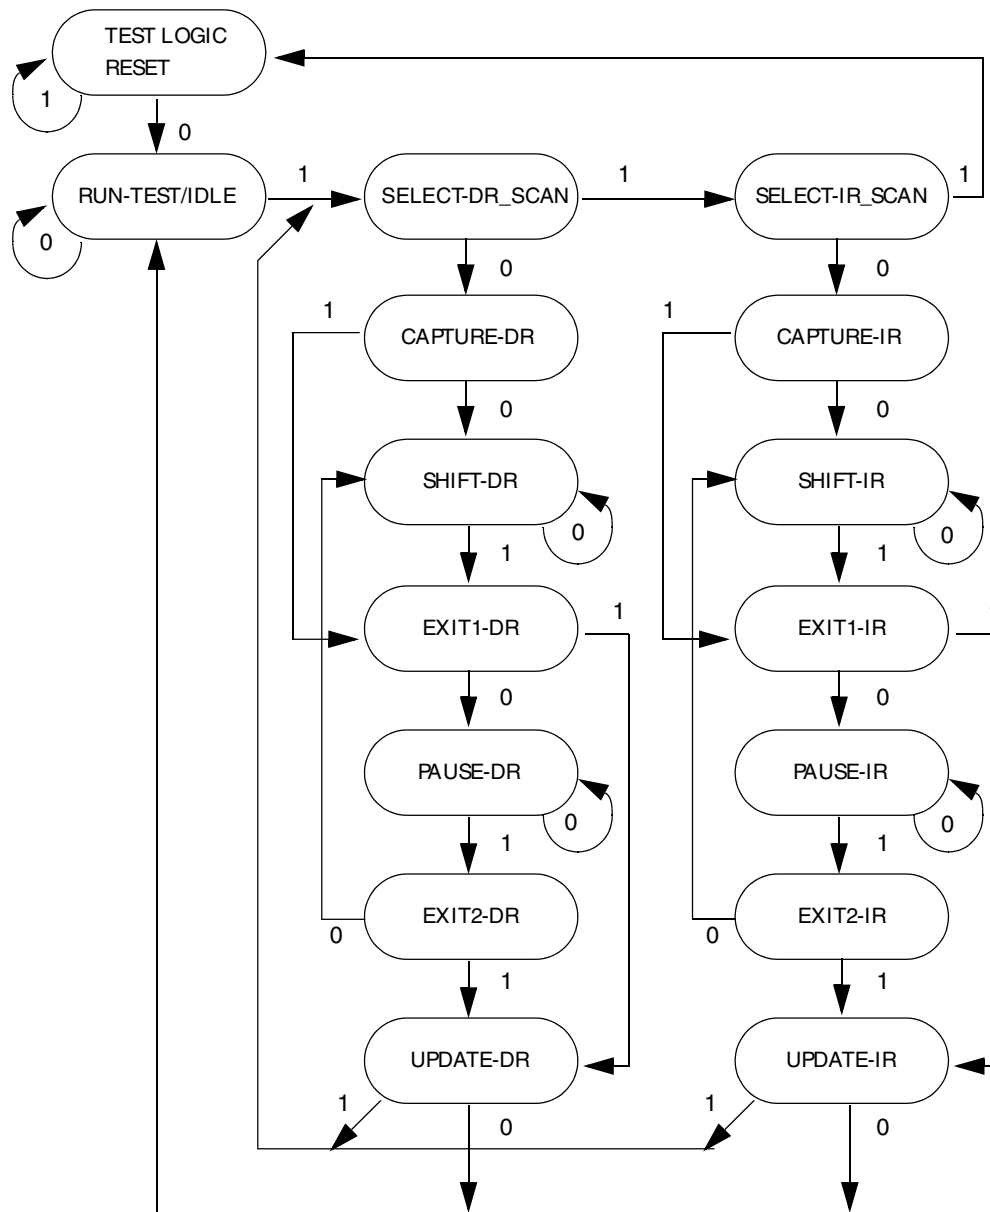 TEST LOGIC
RESET
1
0
RUN-TEST/IDLE
1
SELECT-DR_SCAN
1
SELECT-IR_SCAN
1
0
0
0
1
CAPTURE-DR
1
CAPTURE-IR
0
0
SHIFT-DR
SHIFT-IR
0
0
1
1
EXIT1-DR
1
EXIT1-IR
0
0
PAUSE-DR
PAUSE-IR
0
0
1
1
EXIT2-DR
EXIT2-IR
0
0
1
1
UPDATE-DR
UPDATE-IR
1
0
1
0